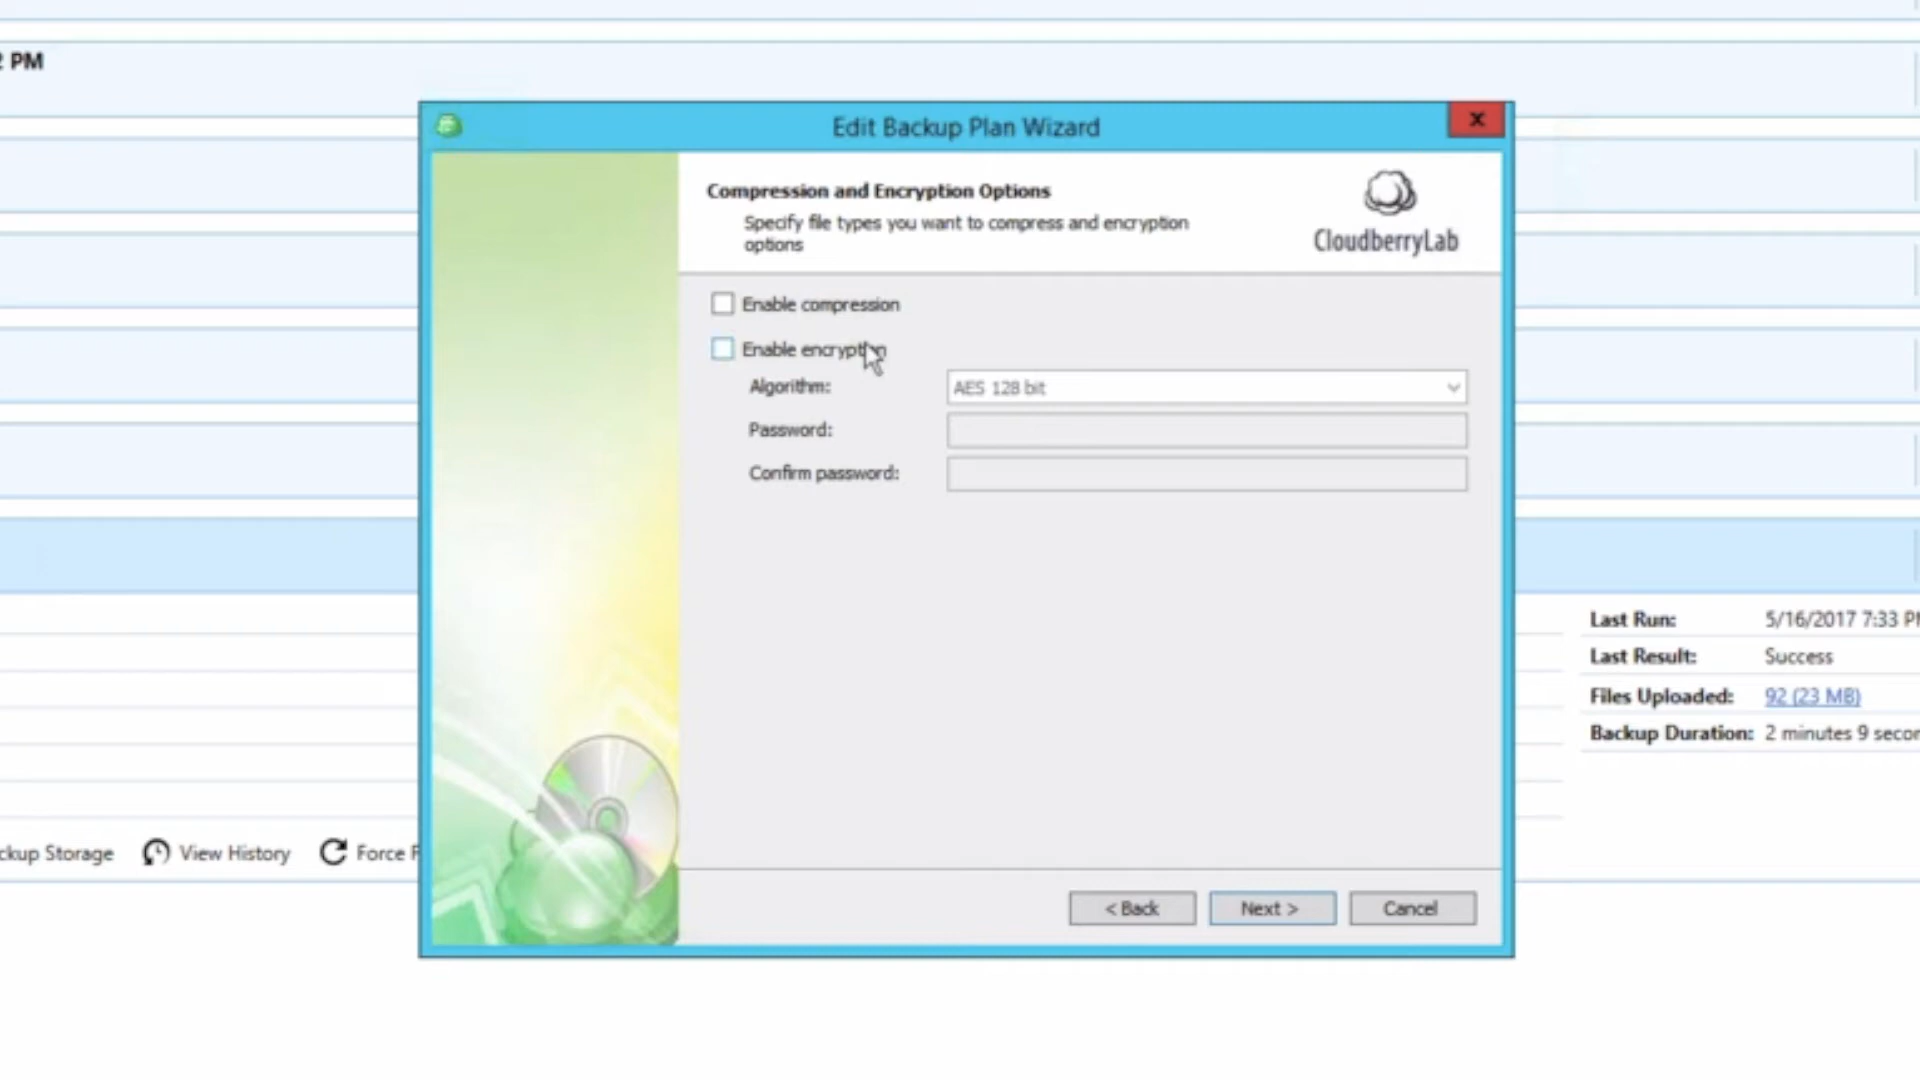 PM
Edit Backup Plan Wizard
x
Compression and Encryption Options
Specify file types you want to compress and encryption
options
CloudberryLab
Enable compression
Enable encryption
Algorithm:
AES 128 bit
Password:
Confirm password:
Last Run:
5/16/2017 7:33 PM
Last Result:
Success
Files Uploaded:
92 (23 MB)
Backup Duration:
2 minutes 9 secon
ckup Storage
View History
Force F
< Back
Next >
Cancel